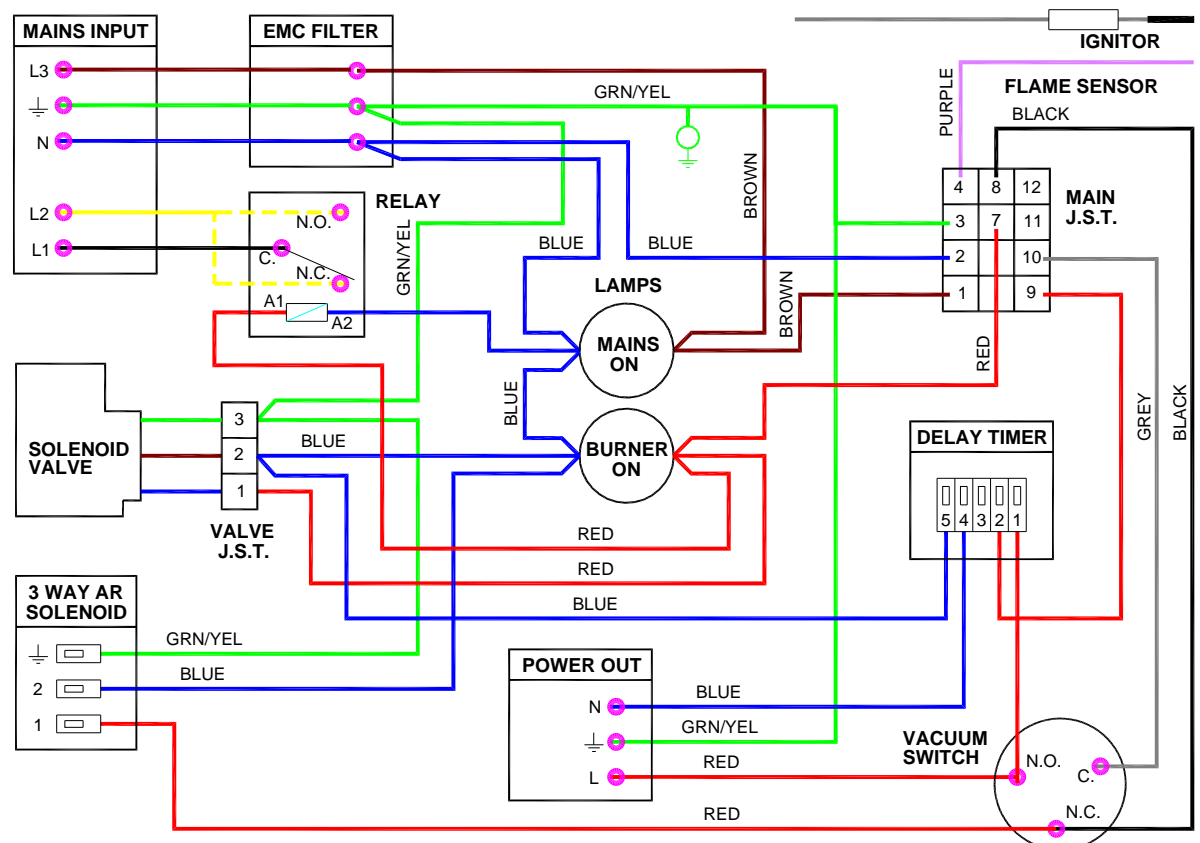 MAINS INPUT
EMC FILTER
IGNITOR
L3
GRN/YEL
FLAME SENSOR
PURPLE
BLACK
N
BROWN
4 8 12
MAIN
J.S.T.
3 7 11
2 10
1 9
RELAY
L2
N.O.
L1
C.
N.C.
GRN/YEL
BLUE
BLUE
A1
A2
LAMPS
BROWN
MAINS
ON
RED
BLUE
GREY
BLACK
SOLENOID
VALVE
3
2
1
BLUE
BURNER
ON
DELAY TIMER
5 4 3 2 1
VALVE
J.S.T.
RED
RED
BLUE
3 WAY AR
SOLENOID
GRN/YEL
2
BLUE
1
POWER OUT
N
BLUE
GRN/YEL
L
RED
VACUUM
SWITCH
N.O.
C.
N.C.
RED